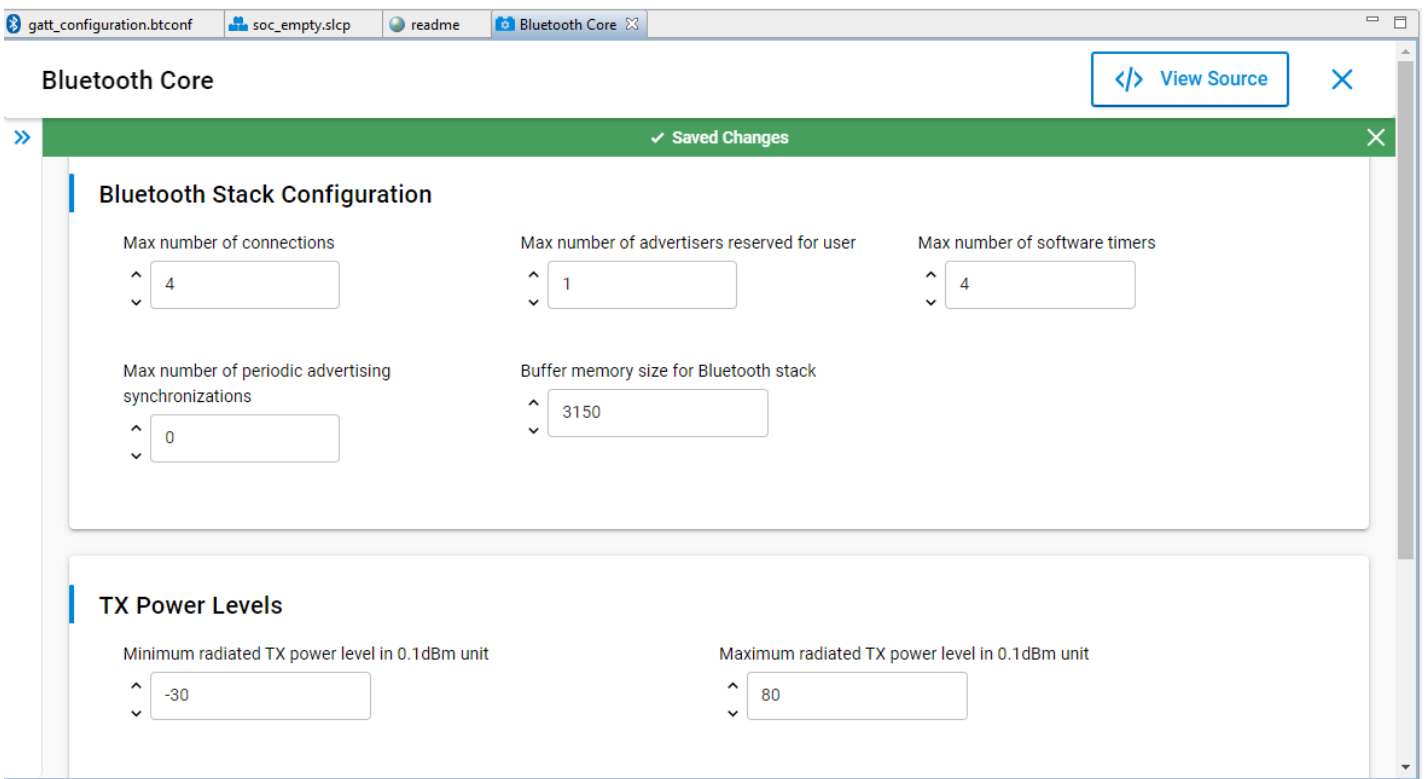 gatt_configuration.btconf soc_empty.slcp readme Bluetooth Core
Bluetooth Core
</> View Source
Saved Changes
Bluetooth Stack Configuration
Max number of connections Max number of advertisers reserved for user Max number of software timers
4 1 4
Max number of periodic advertising Buffer memory size for Bluetooth stack
synchronizations
3150
0
TX Power Levels
Minimum radiated TX power level in 0.1dBm unit Maximum radiated TX power level in 0.1dBm unit
-30 80